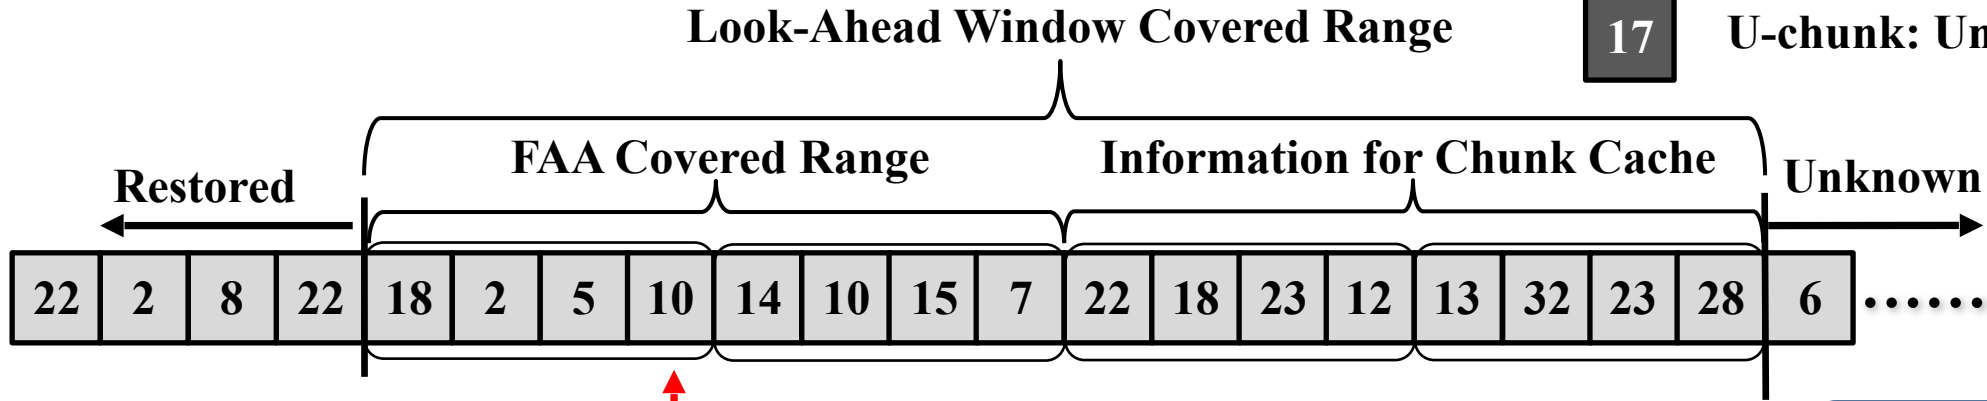 Look-Ahead Window Covered Range
17 U-chunk: Un
FAA Covered Range
Information for Chunk Cache
Restored
Unknown
22 2 8 22 18 2 5 10 14 10 15 7 22 18 23 12 13 32 23 28 6 ......